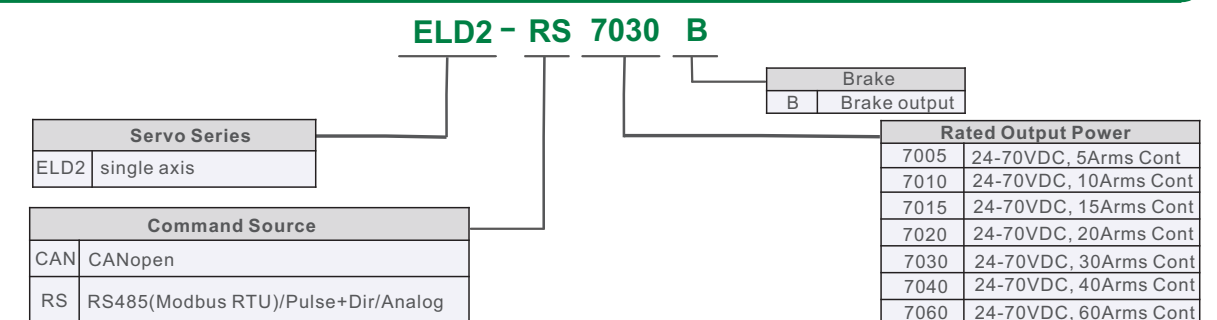 ELD2 - RS 7030 B
Brake
B Brake output
Servo Series
ELD2 single axis
Command Source
CAN CANopen
RS RS485(Modbus RTU)/Pulse+Dir/Analog
Rated Output Power
7005 24-70VDC, 5Arms Cont
7010 24-70VDC, 10Arms Cont
7015 24-70VDC, 15Arms Cont
7020 24-70VDC, 20Arms Cont
7030 24-70VDC, 30Arms Cont
7040 24-70VDC, 40Arms Cont
7060 24-70VDC, 60Arms Cont